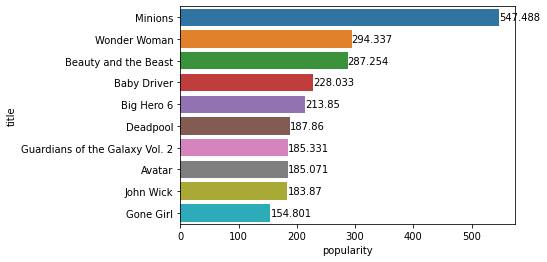 Minions 547.488
Wonder Woman 294.337
Beauty and the Beast 287.254
Baby Driver 228.033
Big Hero 6 213.85
Deadpool 187.86
Guardians of the Galaxy Vol. 2 185.331
Avatar 185.071
John Wick 183.87
Gone Girl 154.801
title
0 100 200 300 400 500
popularity